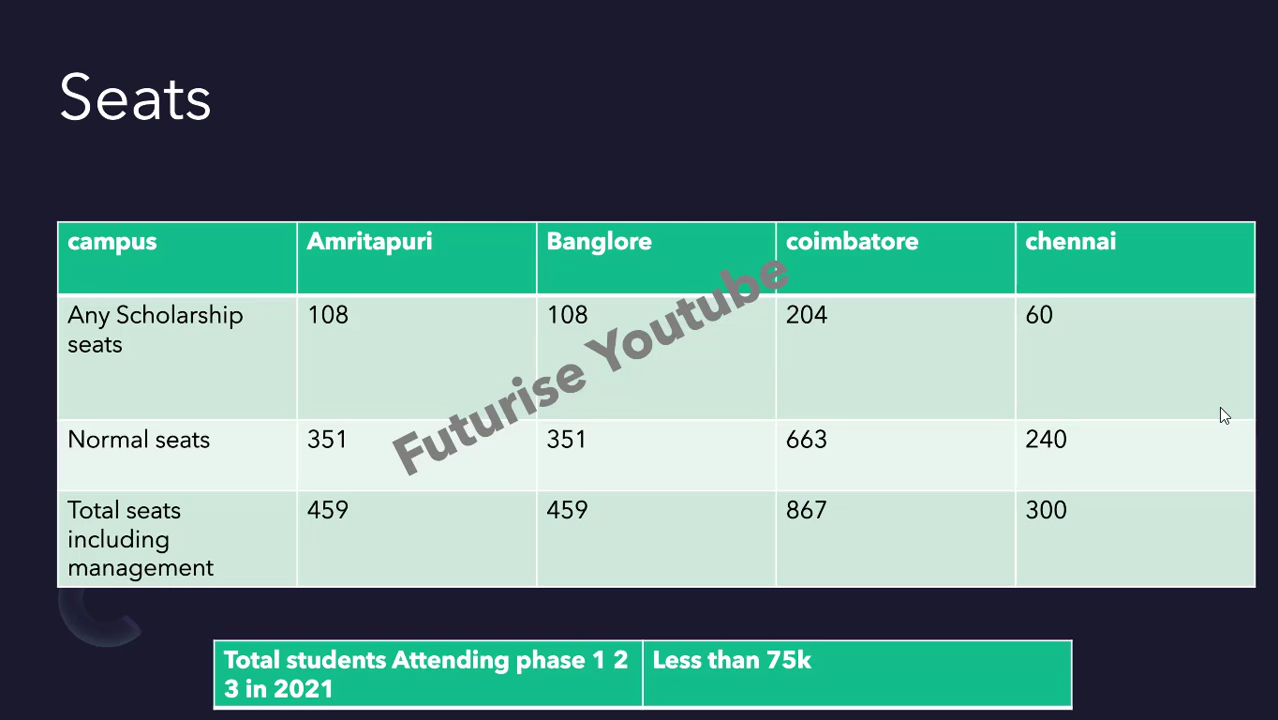 Seats
campus Amritapuri Banglore coimbatore chennai
Any Scholarship seats 108 108 204 60
Normal seats 351 351 663 240
Total seats including management 459 459 867 300
Futurise Youtube
Total students Attending phase 1 2 3 in 2021 Less than 75k